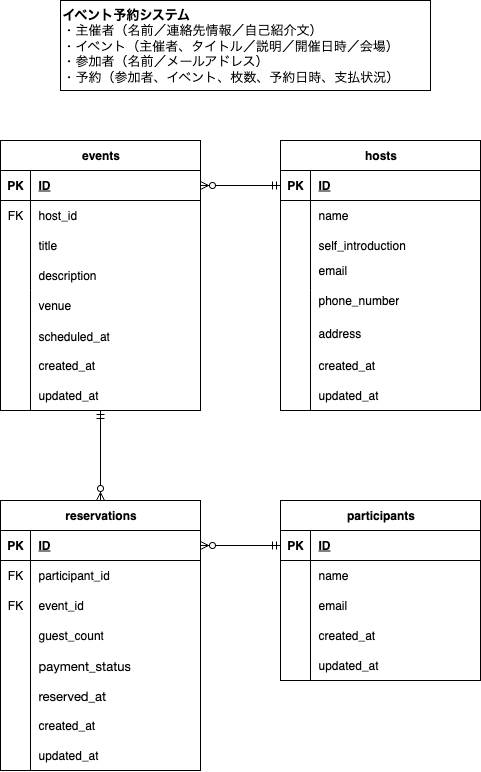 イベント予約システム
・主催者（名前／連絡先情報／自己紹介文）
・イベント（主催者、タイトル／説明／開催日時／会場）
・参加者（名前／メールアドレス）
・予約（参加者、イベント、枚数、予約日時、支払状況）
events
PK ID
FK host_id
title
description
venue
scheduled_at
created_at
updated_at
hosts
PK ID
name
self_introduction
email
phone_number
address
created_at
updated_at
reservations
PK ID
FK participant_id
FK event_id
guest_count
payment_status
reserved_at
created_at
updated_at
participants
PK ID
name
email
created_at
updated_at